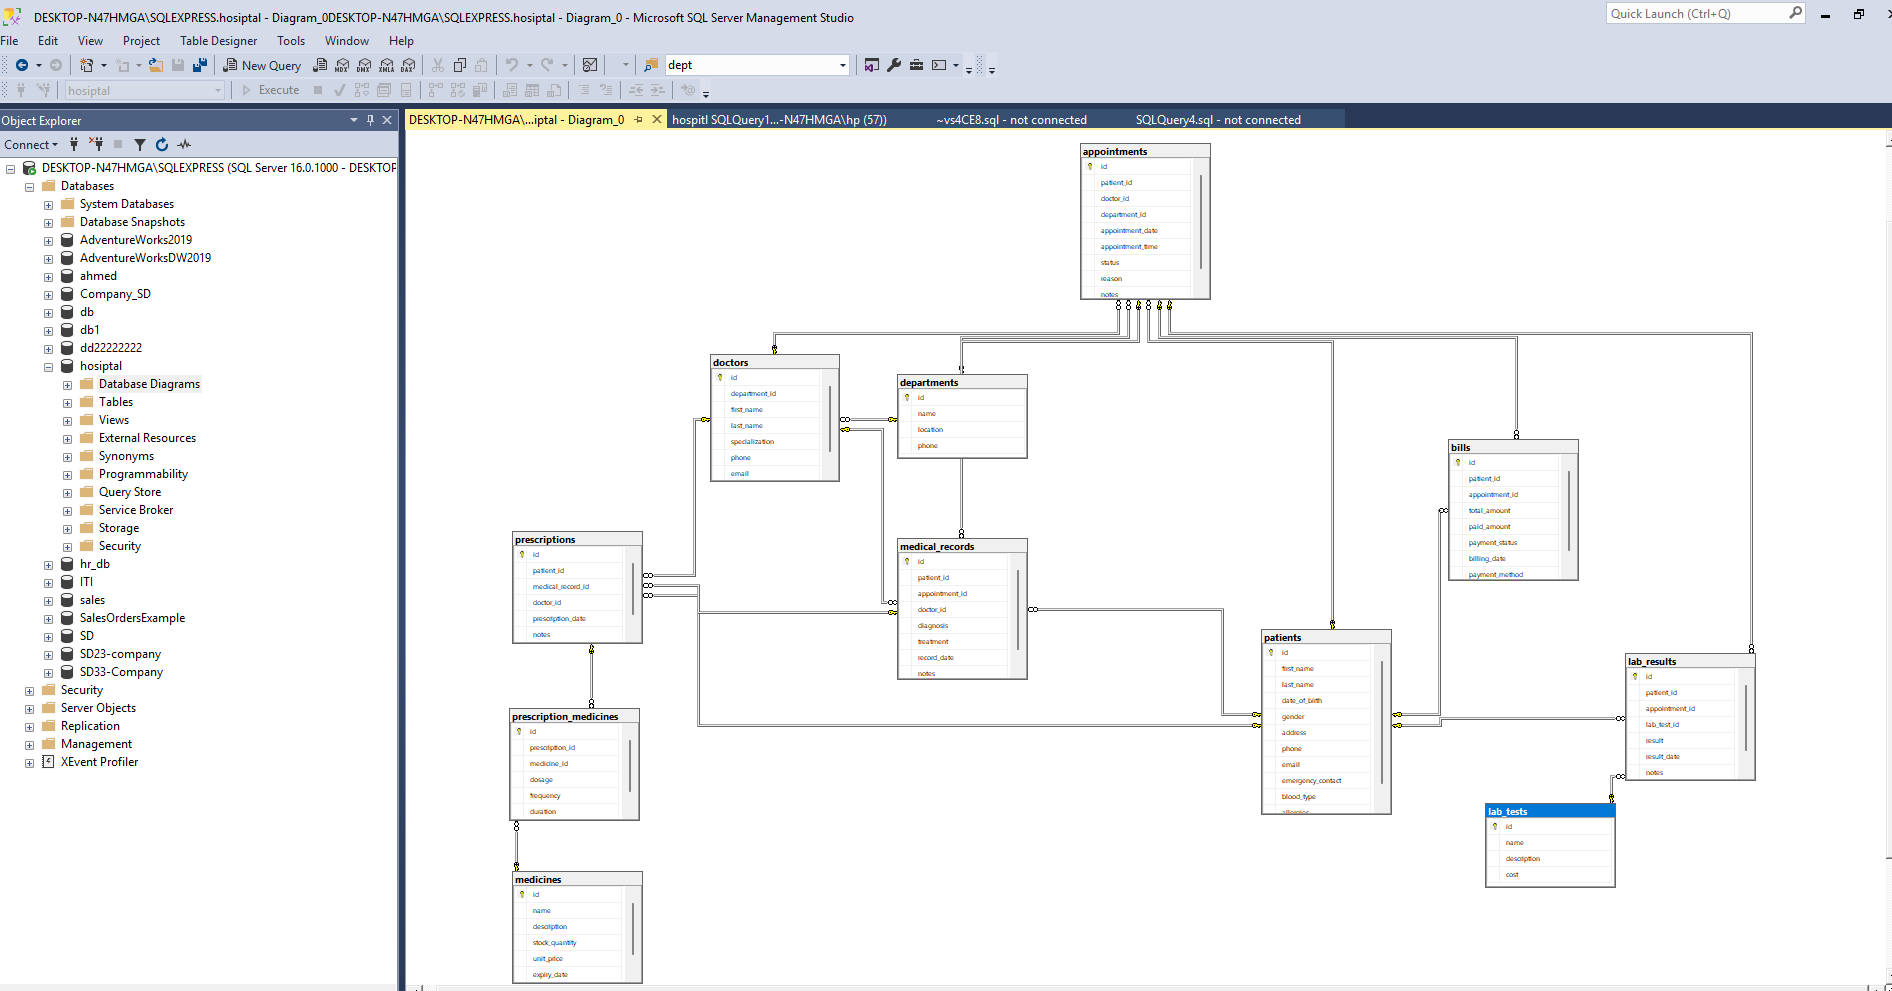 DESKTOP-N47HMGA\SQLEXPRESS.hosiptal - Diagram_0DESKTOP-N47HMGA\SQLEXPRESS.hosiptal - Diagram_0 - Microsoft SQL Server Management Studio
Quick Launch (Ctrl+Q)
File Edit View Project Table Designer Tools Window Help
New Query MDX DMX XMLA DAX dept
hosiptal Execute
Object Explorer
Connect
DESKTOP-N47HMGA\SQLEXPRESS (SQL Server 16.0.1000 - DESKTOP
Databases
System Databases
Database Snapshots
AdventureWorks2019
AdventureWorksDW2019
ahmed
Company_SD
db
db1
dd22222222
hosiptal
Database Diagrams
Tables
Views
External Resources
Synonyms
Programmability
Query Store
Service Broker
Storage
Security
hr_db
ITI
sales
SalesOrdersExample
SD
SD23-company
SD33-Company
Security
Server Objects
Replication
Management
XEvent Profiler
DESKTOP-N47HMGA\...iptal - Diagram_0 hospitl SQLQuery1...-N47HMGA\hp (57)) ~vs4CE8.sql - not connected SQLQuery4.sql - not connected
appointments
id
patient_id
doctor_id
department_id
appointment_date
appointment_time
status
reason
notes
doctors
id
department_id
first_name
last_name
specialization
phone
email
departments
id
name
location
phone
bills
id
patient_id
appointment_id
total_amount
paid_amount
payment_status
billing_date
payment_method
prescriptions
id
patient_id
medical_record_id
doctor_id
prescription_date
notes
medical_records
id
patient_id
appointment_id
doctor_id
diagnosis
treatment
record_date
notes
patients
id
first_name
last_name
date_of_birth
gender
address
phone
email
emergency_contact
blood_type
allergies
lab_results
id
patient_id
appointment_id
lab_test_id
result
result_date
notes
prescription_medicines
id
prescription_id
medicine_id
dosage
frequency
duration
lab_tests
id
name
description
cost
medicines
id
name
description
stock_quantity
unit_price
expiry_date